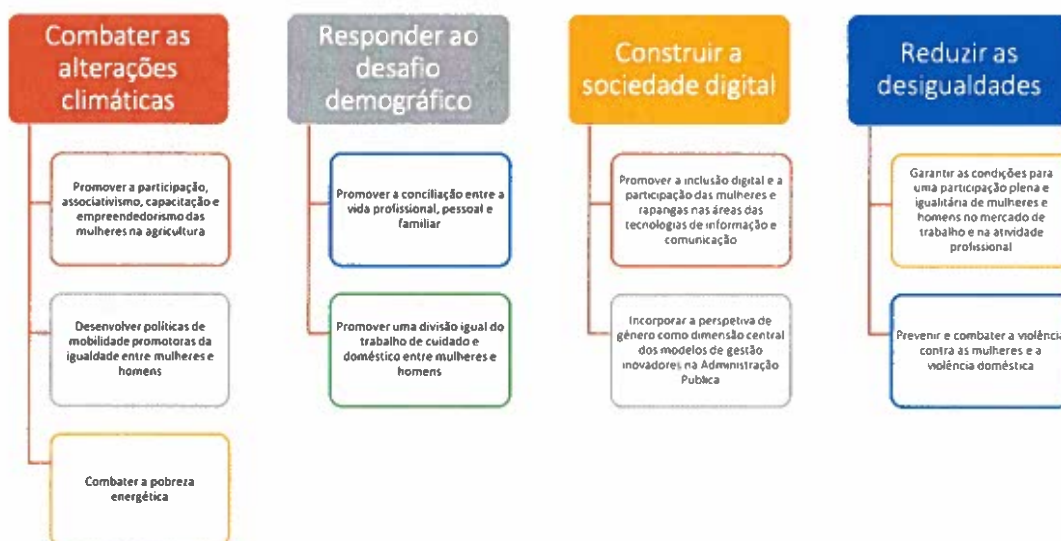 Combater as
alterações
climáticas
Promover a participação,
associativismo, capacitação e
empreendedorismo das
mulheres na agricultura
Desenvolver políticas de
mobilidade promotoras da
igualdade entre mulheres e
homens
Combater a pobreza
energética
Responder ao
desafio
demográfico
Promover a conciliação entre a
vida profissional, pessoal e
familiar
Promover uma divisão igual do
trabalho de cuidado e
doméstico entre mulheres e
homens
Construir a
sociedade digital
Promover a inclusão digital e a
participação das mulheres e
rapangas nas áreas das
tecnologias de informação e
comunicação
Incorporar a perspetiva de
género como dimensão central
dos modelos de gestão
inovadores na Administração
Publica
Reduzir as
desigualdades
Garantir as condições para
uma participação plena e
igualitária de mulheres e
homens no mercado de
trabalho e na atividade
profissional
Prevenir e combater a violência
contra as mulheres e a
violência doméstica